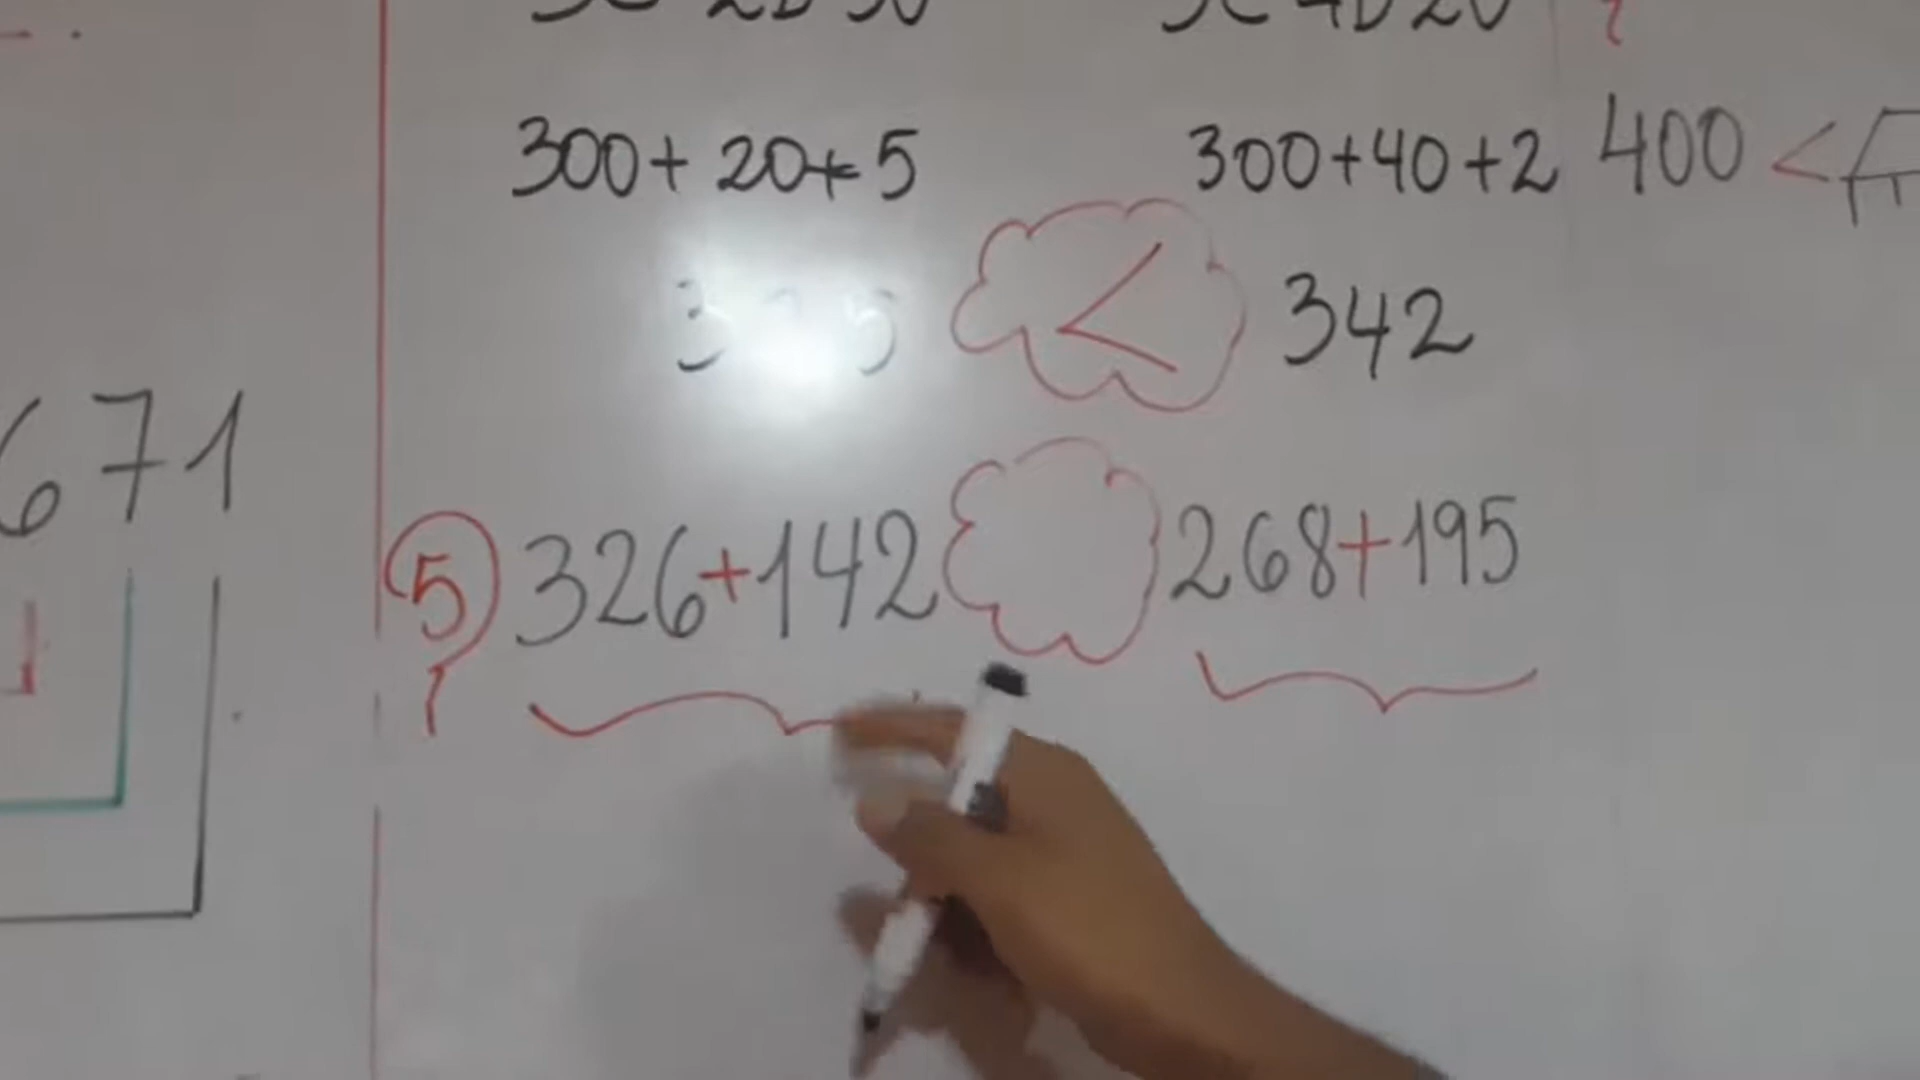 300+ 20+ 5 300+40+2 400 <
325 < 342
671
5 326+142 268+195